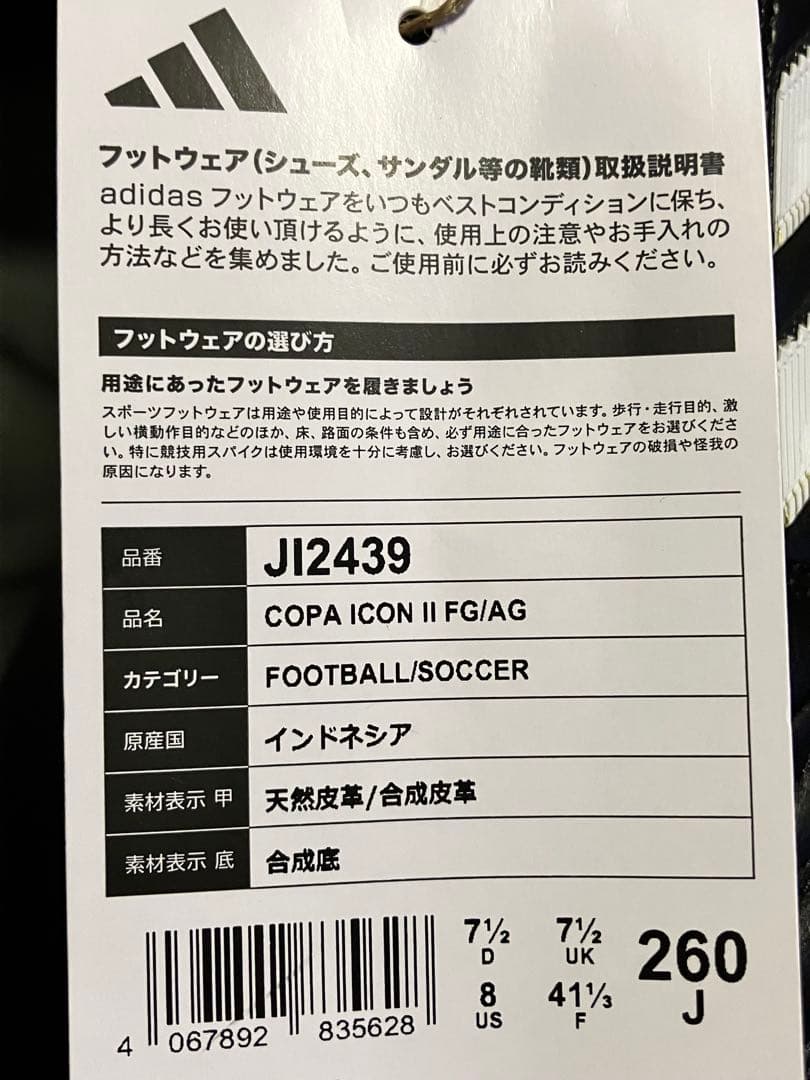 フットウェア(シューズ、サンダル等の靴類)取扱説明書
adidas フットウェアをいつもベストコンディションに保ち、
より長くお使い頂けるように、使用上の注意やお手入れの
方法などを集めました。ご使用前に必ずお読みください。
フットウェアの選び方
用途にあったフットウェアを履きましょう
スポーツフットウェアは用途や使用目的によって設計がそれぞれされています。歩行・走行目的、激
しい横動作目的などのほか、床、路面の条件も含め、必ず用途に合ったフットウェアをお選びくださ
い。特に競技用スパイクは使用環境を十分に考慮し、お選びください。フットウェアの破損や怪我の
原因になります。
品番 JI2439
品名 COPA ICON II FG/AG
カテゴリー FOOTBALL/SOCCER
原産国 インドネシア
素材表示 甲 天然皮革/合成皮革
素材表示 底 合成底
7½ 7½ 260
D UK J
8 41⅓
US F
4 067892 835628